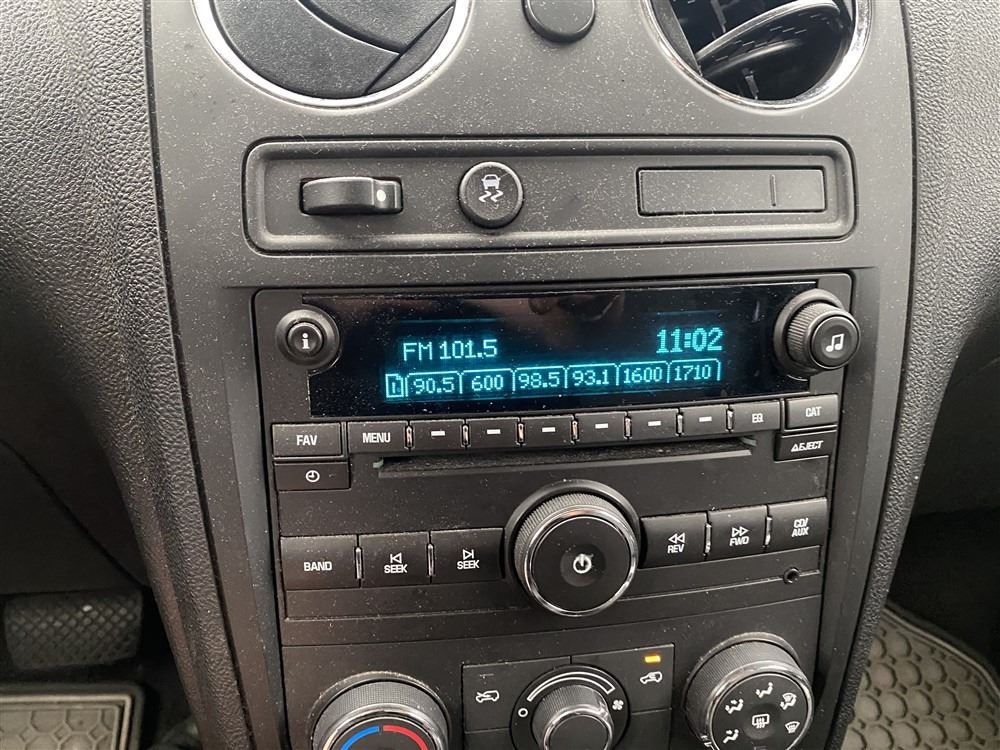 i
FM 101.5 11:02
1 90.5 600 98.5 93.1 1600 1710
FAV MENU EQ CAT
EJECT
BAND SEEK SEEK REV FWD CD/
AUX